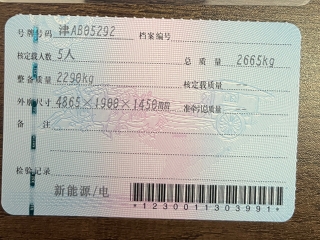 号牌号码 津AB05292 档案编号
核定载人数 5人 总质量 2665kg
整备质量 2290kg 核定载质量 --
外廓尺寸 4865×1900×1450mm 准牵引总质量 --
备注
检验记录
新能源/电
*1230011303991*